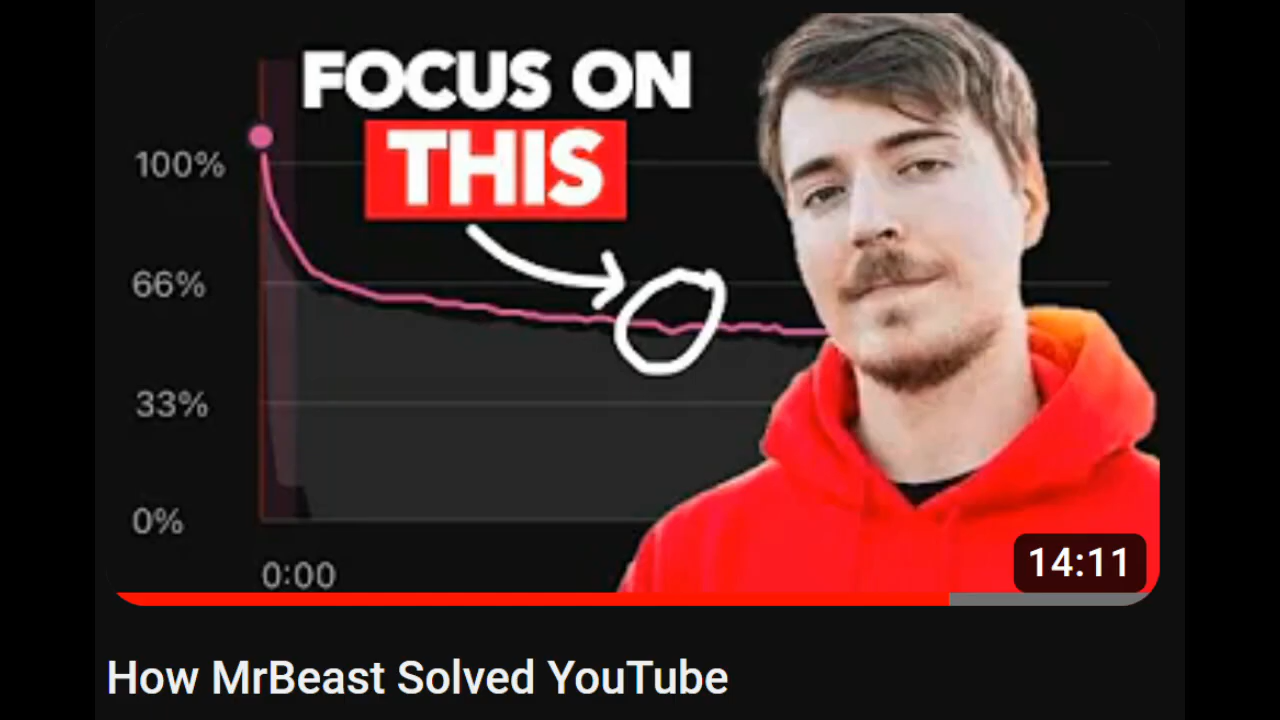 FOCUS ON
THIS
100%
66%
33%
0%
0:00
14:11
How MrBeast Solved YouTube